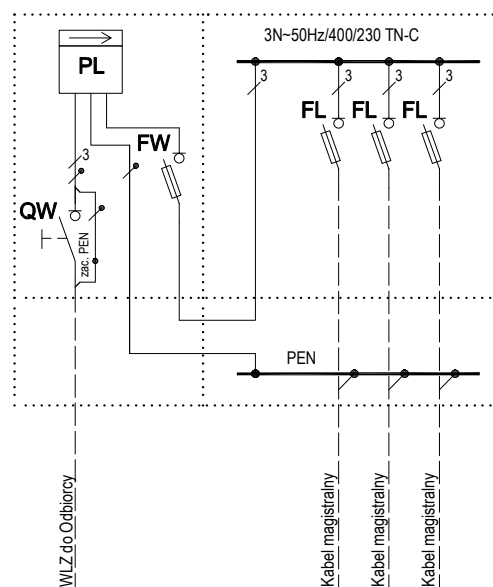 3N~50Hz/400/230 TN-C
PL
3
3
3
3
FL
FL
FL
FW
3
QW
zac. PEN
PEN
WLZ do Odbiorcy
Kabel magistralny
Kabel magistralny
Kabel magistralny